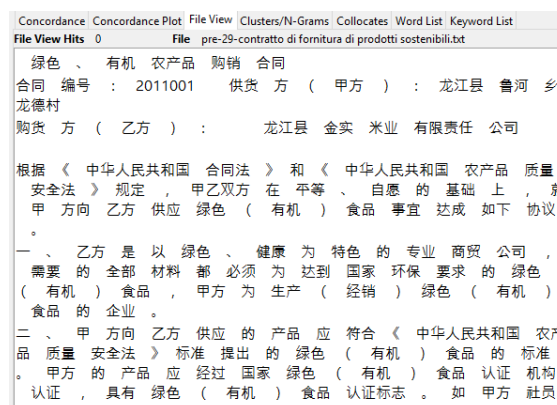 Concordance Concordance Plot File View Clusters/N-Grams Collocates Word List Keyword List
File View Hits 0 File pre-29-contratto di fornitura di prodotti sostenibili.txt
绿色 、 有机 农产品 购销 合同
合同 编号 : 2011001 供货 方 ( 甲方 ) : 龙江县 鲁河 乡
龙德村
购货 方 ( 乙方 ) : 龙江县 金实 米业 有限责任 公司
根据 《 中华人民共和国 合同法 》 和 《 中华人民共和国 农产品 质量
安全法 》 规定 , 甲乙双方 在 平等 、 自愿 的 基础 上 ,
甲 方向 乙方 供应 绿色 ( 有机 ) 食品 事宜 达成 如下 协议
。
一 、 乙方 是 以 绿色 、 健康 为 特色 的 专业 商贸 公司 ,
需要 的 全部 材料 都 必须 为 达到 国家 环保 要求 的 绿色
( 有机 ) 食品 , 甲方 为 生产 ( 经销 ) 绿色 ( 有机 )
食品 的 企业 。
二 、 甲 方向 乙方 供应 的 产品 应 符合 《 中华人民共和国 农产
品 质量 安全法 》 标准 提出 的 绿色 ( 有机 ) 食品 的 标准
。 甲方 的 产品 应 经过 国家 绿色 ( 有机 ) 食品 认证 机构
认证 , 具有 绿色 ( 有机 ) 食品 认证标志 。 如 甲方 社员